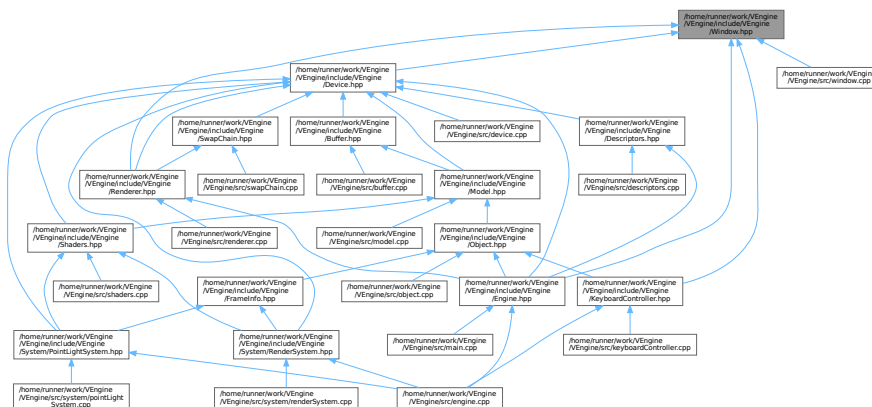 /home/runner/work/VEngine
/VEngine/include/VEngine
/Window.hpp
/home/runner/work/VEngine
/VEngine/include/VEngine
/Device.hpp
/home/runner/work/VEngine
/VEngine/src/window.cpp
/home/runner/work/VEngine
/VEngine/include/VEngine
/SwapChain.hpp
/home/runner/work/VEngine
/VEngine/include/VEngine
/Buffer.hpp
/home/runner/work/VEngine
/VEngine/src/device.cpp
/home/runner/work/VEngine
/VEngine/include/VEngine
/Descriptors.hpp
/home/runner/work/VEngine
/VEngine/include/VEngine
/Renderer.hpp
/home/runner/work/VEngine
/VEngine/src/swapChain.cpp
/home/runner/work/VEngine
/VEngine/src/buffer.cpp
/home/runner/work/VEngine
/VEngine/include/VEngine
/Model.hpp
/home/runner/work/VEngine
/VEngine/src/descriptors.cpp
/home/runner/work/VEngine
/VEngine/include/VEngine
/Shaders.hpp
/home/runner/work/VEngine
/VEngine/src/renderer.cpp
/home/runner/work/VEngine
/VEngine/src/model.cpp
/home/runner/work/VEngine
/VEngine/include/VEngine
/Object.hpp
/home/runner/work/VEngine
/VEngine/src/shaders.cpp
/home/runner/work/VEngine
/VEngine/include/VEngine
/FrameInfo.hpp
/home/runner/work/VEngine
/VEngine/src/object.cpp
/home/runner/work/VEngine
/VEngine/include/VEngine
/Engine.hpp
/home/runner/work/VEngine
/VEngine/include/VEngine
/KeyboardController.hpp
/home/runner/work/VEngine
/VEngine/include/VEngine
/System/PointLightSystem.hpp
/home/runner/work/VEngine
/VEngine/include/VEngine
/System/RenderSystem.hpp
/home/runner/work/VEngine
/VEngine/src/main.cpp
/home/runner/work/VEngine
/VEngine/src/keyboardController.cpp
/home/runner/work/VEngine
/VEngine/src/system/pointLight
System.cpp
/home/runner/work/VEngine
/VEngine/src/system/renderSystem.cpp
/home/runner/work/VEngine
/VEngine/src/engine.cpp